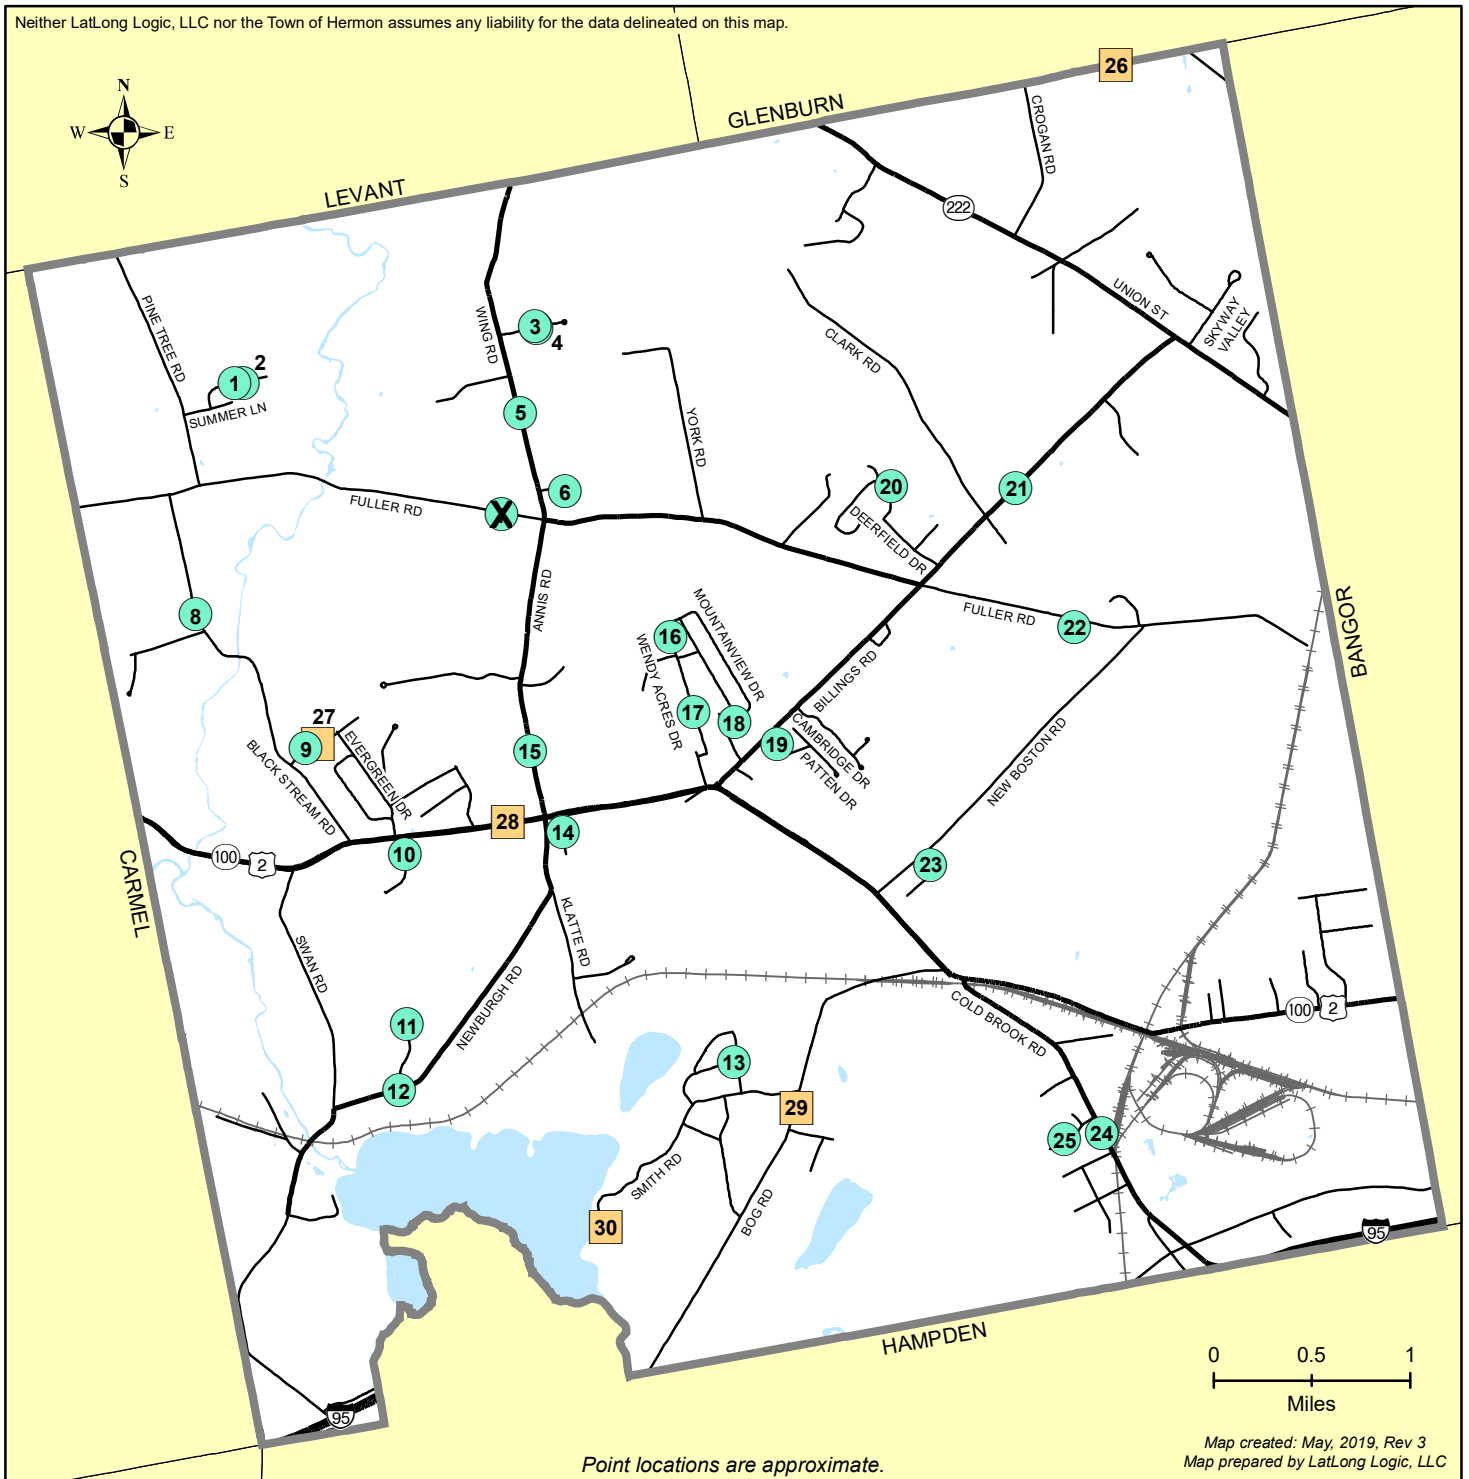 Neither LatLong Logic, LLC nor the Town of Hermon assumes any liability for the data delineated on this map.
26
N
W E
S
GLENBURN
CROGAN RD
LEVANT
222
PINE TREE RD
WING RD
UNION ST
SKYWAY
VALLEY
3
4
CLARK RD
2
1
SUMMER LN
5
YORK RD
6
20
21
FULLER RD
X
DEERFIELD DR
ANNIS RD
MOUNTAINVIEW DR
FULLER RD
8
22
BANGOR
16
WENDY ACRES DR
BILLINGS RD
17
18
27
9
EVERGREEN DR
BLACK STREAM RD
15
19
CAMBRIDGE DR
PATTEN DR
NEW BOSTON RD
28
14
10
100
2
23
CARMEL
KLATTE RD
SWAN RD
NEWBURGH RD
COLD BROOK RD
100
2
11
12
13
29
24
25
SMITH RD
BOG RD
30
95
HAMPDEN
0 0.5 1
Miles
95
Map created: May, 2019, Rev 3
Point locations are approximate.
Map prepared by LatLong Logic, LLC